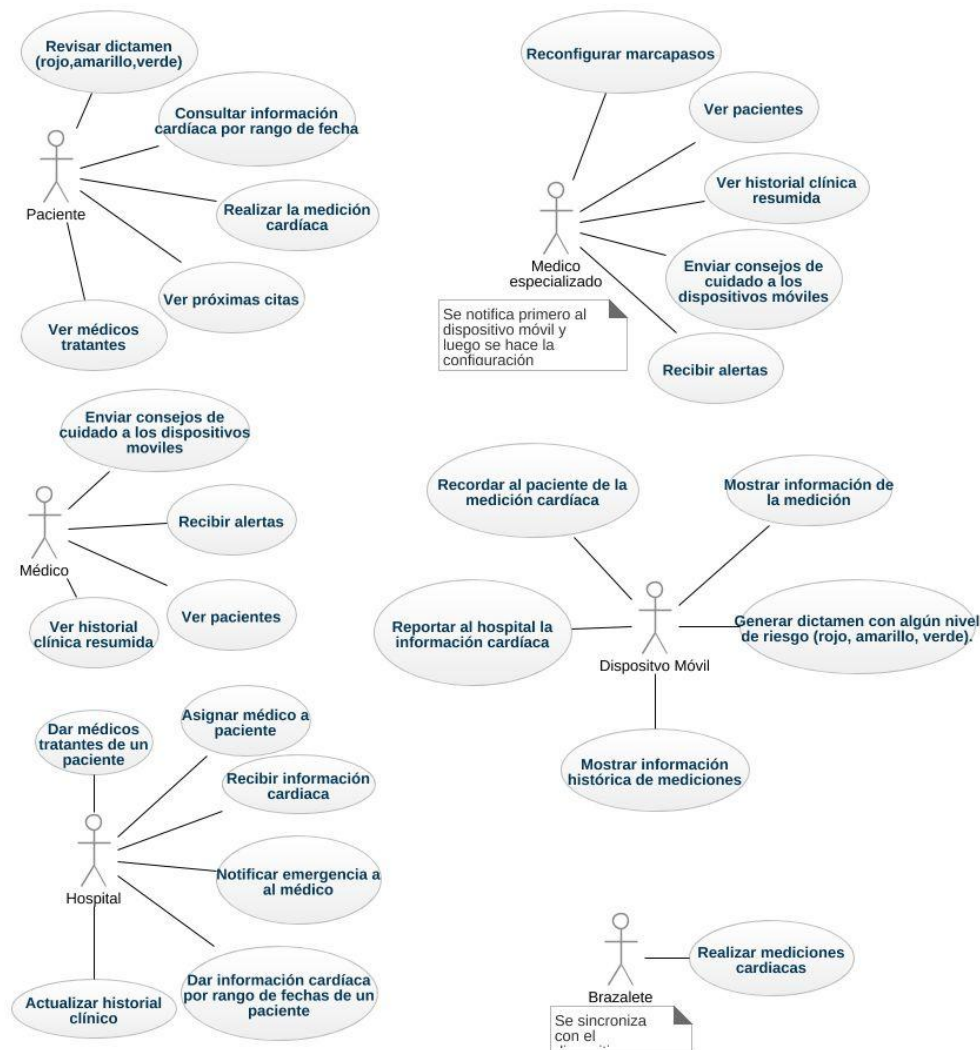 Revisar dictamen
(rojo,amarillo,verde)
Consultar información
cardíaca por rango de fecha
Realizar la medición
cardíaca
Ver próximas citas
Ver médicos
tratantes
Paciente
Reconfigurar marcapasos
Ver pacientes
Ver historial clínica
resumida
Enviar consejos de
cuidado a los
dispositivos móviles
Recibir alertas
Medico
especializado
Se notifica primero al
dispositivo móvil y
luego se hace la
configuración
Enviar consejos de
cuidado a los dispositivos
moviles
Recibir alertas
Ver pacientes
Ver historial
clínica resumida
Médico
Recordar al paciente de la
medición cardíaca
Mostrar información de
la medición
Reportar al hospital la
información cardíaca
Generar dictamen con algún nivel
de riesgo (rojo, amarillo, verde).
Dispositvo Móvil
Mostrar información
histórica de mediciones
Dar médicos
tratantes de un
paciente
Asignar médico a
paciente
Recibir información
cardiaca
Notificar emergencia a
al médico
Dar información cardíaca
por rango de fechas de un
paciente
Actualizar historial
clínico
Hospital
Realizar mediciones
cardiacas
Brazalete
Se sincroniza
con el